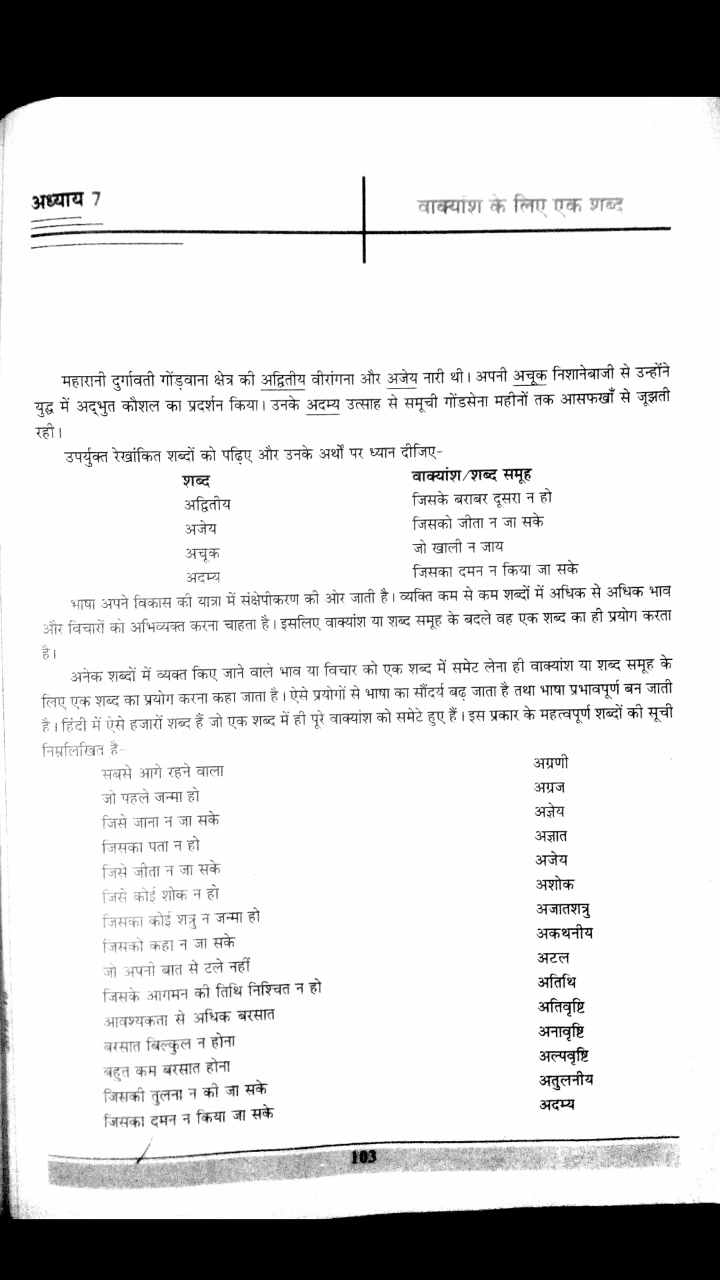 अध्याय 7
वाक्यांश के लिए एक शब्द
महारानी दुर्गावती गोंड़वाना क्षेत्र की अद्वितीय वीरांगना और अजेय नारी थी। अपनी अचूक निशानेबाजी से उन्होंने
युद्ध में अद्‌भुत कौशल का प्रदर्शन किया। उनके अदम्य उत्साह से समूची गोंडसेना महीनों तक आसफखाँ से जूझती
रही।
उपर्युक्त रेखांकित शब्दों को पढ़िए और उनके अर्थों पर ध्यान दीजिए-
शब्द वाक्यांश/शब्द समूह
अद्वितीय जिसके बराबर दूसरा न हो
अजेय जिसको जीता न जा सके
अचूक जो खाली न जाय
अदम्य जिसका दमन न किया जा सके
भाषा अपने विकास की यात्रा में संक्षेपीकरण की ओर जाती है। व्यक्ति कम से कम शब्दों में अधिक से अधिक भाव
और विचारों को अभिव्यक्त करना चाहता है। इसलिए वाक्यांश या शब्द समूह के बदले वह एक शब्द का ही प्रयोग करता
है।
अनेक शब्दों में व्यक्त किए जाने वाले भाव या विचार को एक शब्द में समेट लेना ही वाक्यांश या शब्द समूह के
लिए एक शब्द का प्रयोग करना कहा जाता है। ऐसे प्रयोगों से भाषा का सौंदर्य बढ़ जाता है तथा भाषा प्रभावपूर्ण बन जाती
है। हिंदी में ऐसे हजारों शब्द हैं जो एक शब्द में ही पूरे वाक्यांश को समेटे हुए हैं। इस प्रकार के महत्वपूर्ण शब्दों की सूची
निम्नलिखित है-
सबसे आगे रहने वाला अग्रणी
जो पहले जन्मा हो अग्रज
जिसे जाना न जा सके अज्ञेय
जिसका पता न हो अज्ञात
जिसे जीता न जा सके अजेय
जिसे कोई शोक न हो अशोक
जिसका कोई शत्रु न जन्मा हो अजातशत्रु
जिसको कहा न जा सके अकथनीय
जो अपनी बात से टले नहीं अटल
जिसके आगमन की तिथि निश्चित न हो अतिथि
आवश्यकता से अधिक बरसात अतिवृष्टि
बरसात बिल्कुल न होना अनावृष्टि
बहुत कम बरसात होना अल्पवृष्टि
जिसकी तुलना न की जा सके अतुलनीय
जिसका दमन न किया जा सके अदम्य
103